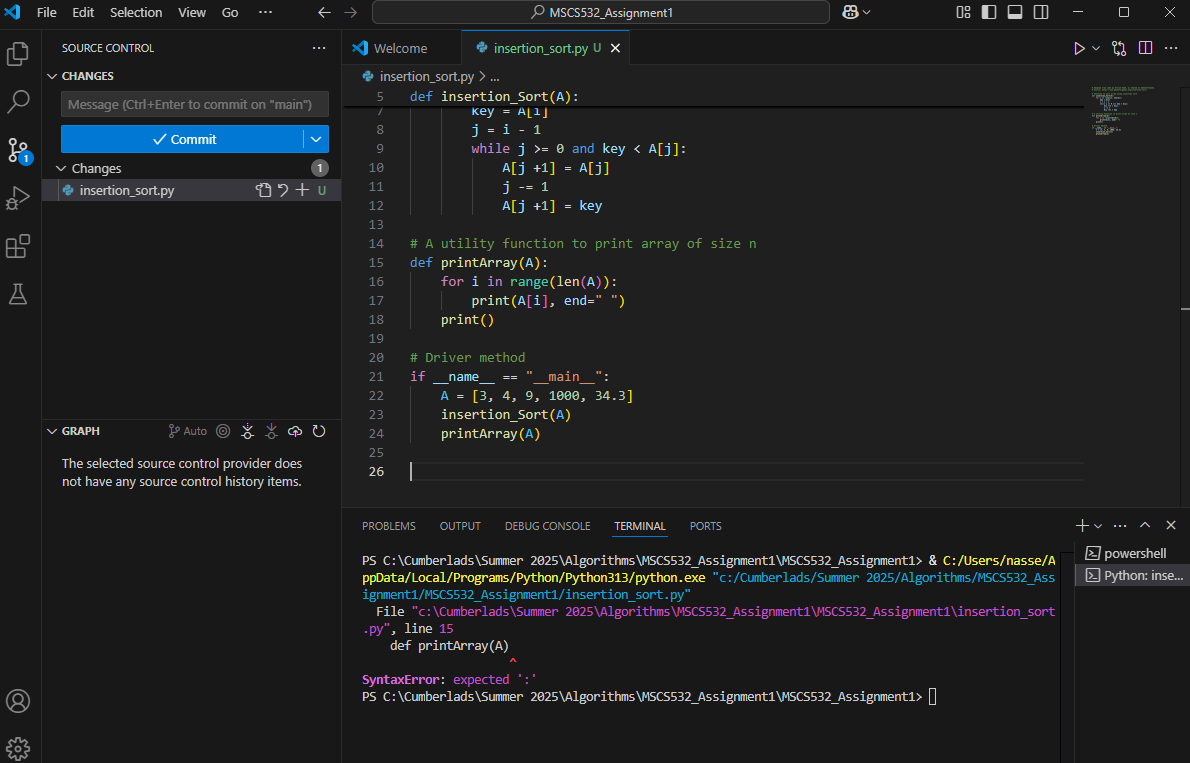 File Edit Selection View Go ··· MSCS532_Assignment1
SOURCE CONTROL ···
CHANGES
Message (Ctrl+Enter to commit on "main")
Commit
Changes 1
insertion_sort.py U
1
GRAPH Auto
The selected source control provider does
not have any source control history items.
Welcome insertion_sort.py U
insertion_sort.py > ...
5 def insertion_Sort(A):
7 key = A[i]
8 j = i - 1
9 while j >= 0 and key < A[j]:
10 A[j +1] = A[j]
11 j -= 1
12 A[j +1] = key
13
14 # A utility function to print array of size n
15 def printArray(A):
16 for i in range(len(A)):
17 print(A[i], end=" ")
18 print()
19
20 # Driver method
21 if __name__ == "__main__":
22 A = [3, 4, 9, 1000, 34.3]
23 insertion_Sort(A)
24 printArray(A)
25
26
PROBLEMS OUTPUT DEBUG CONSOLE TERMINAL PORTS
PS C:\Cumberlads\Summer 2025\Algorithms\MSCS532_Assignment1\MSCS532_Assignment1> & C:/Users/nasse/A
ppData/Local/Programs/Python/Python313/python.exe "c:/Cumberlads/Summer 2025/Algorithms/MSCS532_Ass
ignment1/MSCS532_Assignment1/insertion_sort.py"
File "c:\Cumberlads\Summer 2025\Algorithms\MSCS532_Assignment1\MSCS532_Assignment1\insertion_sort
.py", line 15
def printArray(A)
^
SyntaxError: expected ':'
PS C:\Cumberlads\Summer 2025\Algorithms\MSCS532_Assignment1\MSCS532_Assignment1>
powershell
Python: inse...